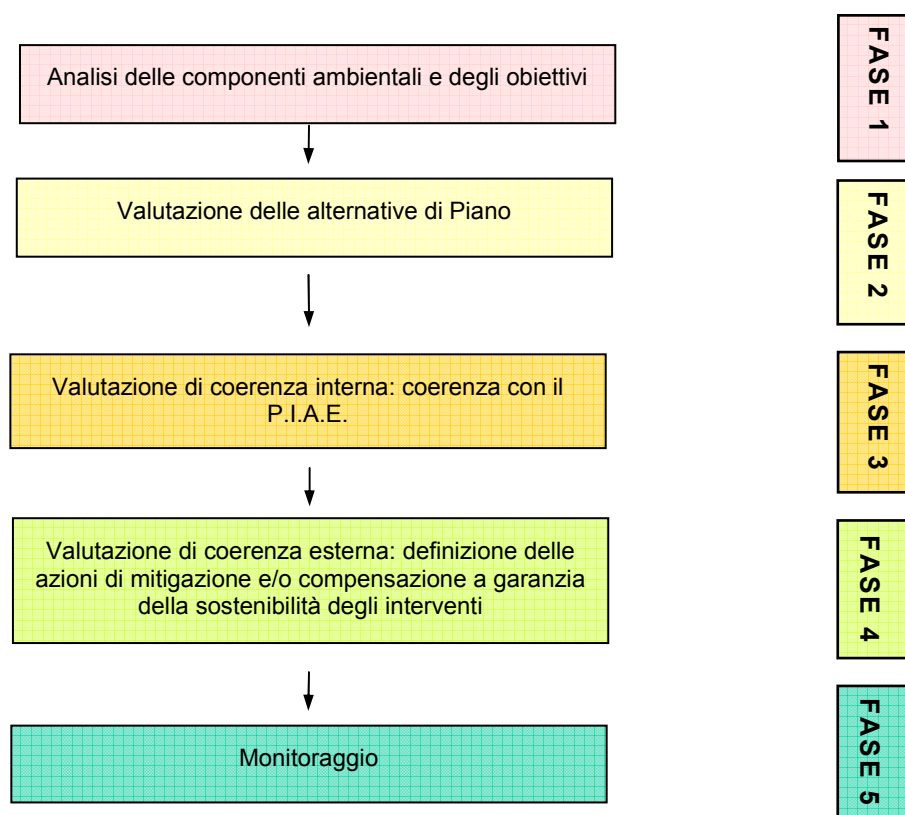 Analisi delle componenti ambientali e degli obiettivi
FASE 1
Valutazione delle alternative di Piano
FASE 2
Valutazione di coerenza interna: coerenza con il
P.I.A.E.
FASE 3
Valutazione di coerenza esterna: definizione delle
azioni di mitigazione e/o compensazione a garanzia
della sostenibilità degli interventi
FASE 4
Monitoraggio
FASE 5